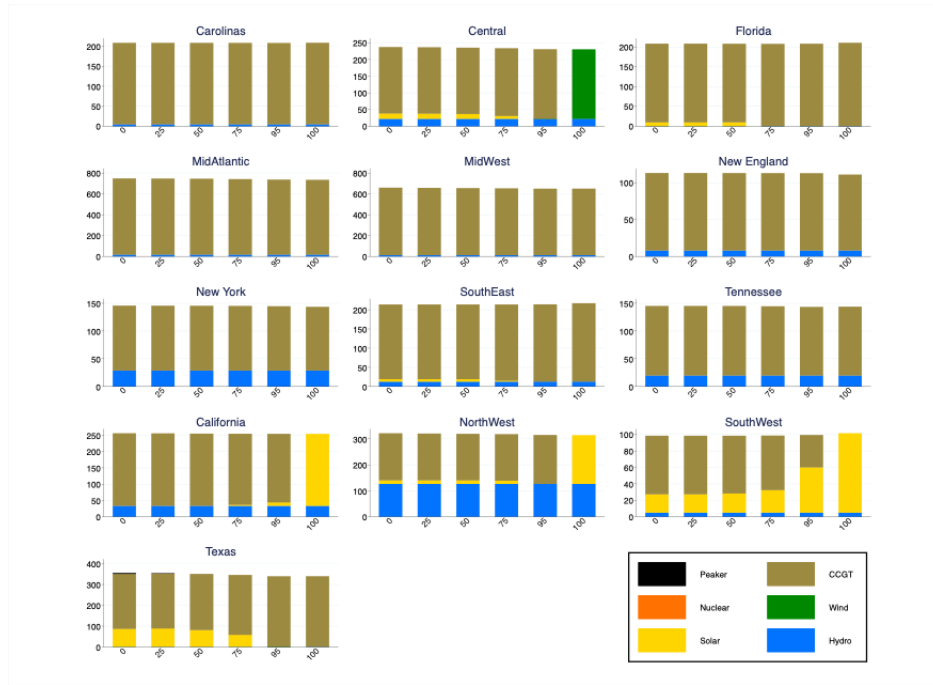 Carolinas Central Florida
200 250 200
150 200 150
100 150 100
50 100 50
0 50 0
0
0 25 50 75 95 100 0 25 50 75 95 100 0 25 50 75 95 100
MidAtlantic MidWest New England
800 800 100
600 600 50
400 400 0
200 200
0 0
0 25 50 75 95 100 0 25 50 75 95 100 0 25 50 75 95 100
New York SouthEast Tennessee
150 200 150
100 150 100
50 100 50
0 50 0
0
0 25 50 75 95 100 0 25 50 75 95 100 0 25 50 75 95 100
California NorthWest SouthWest
250 300 100
200 200 80
150 100 60
100 0 40
50 20
0 0
0 25 50 75 95 100 0 25 50 75 95 100 0 25 50 75 95 100
Texas
400
300
200
100
0
0 25 50 75 95 100
Peaker CCGT
Nuclear Wind
Solar Hydro